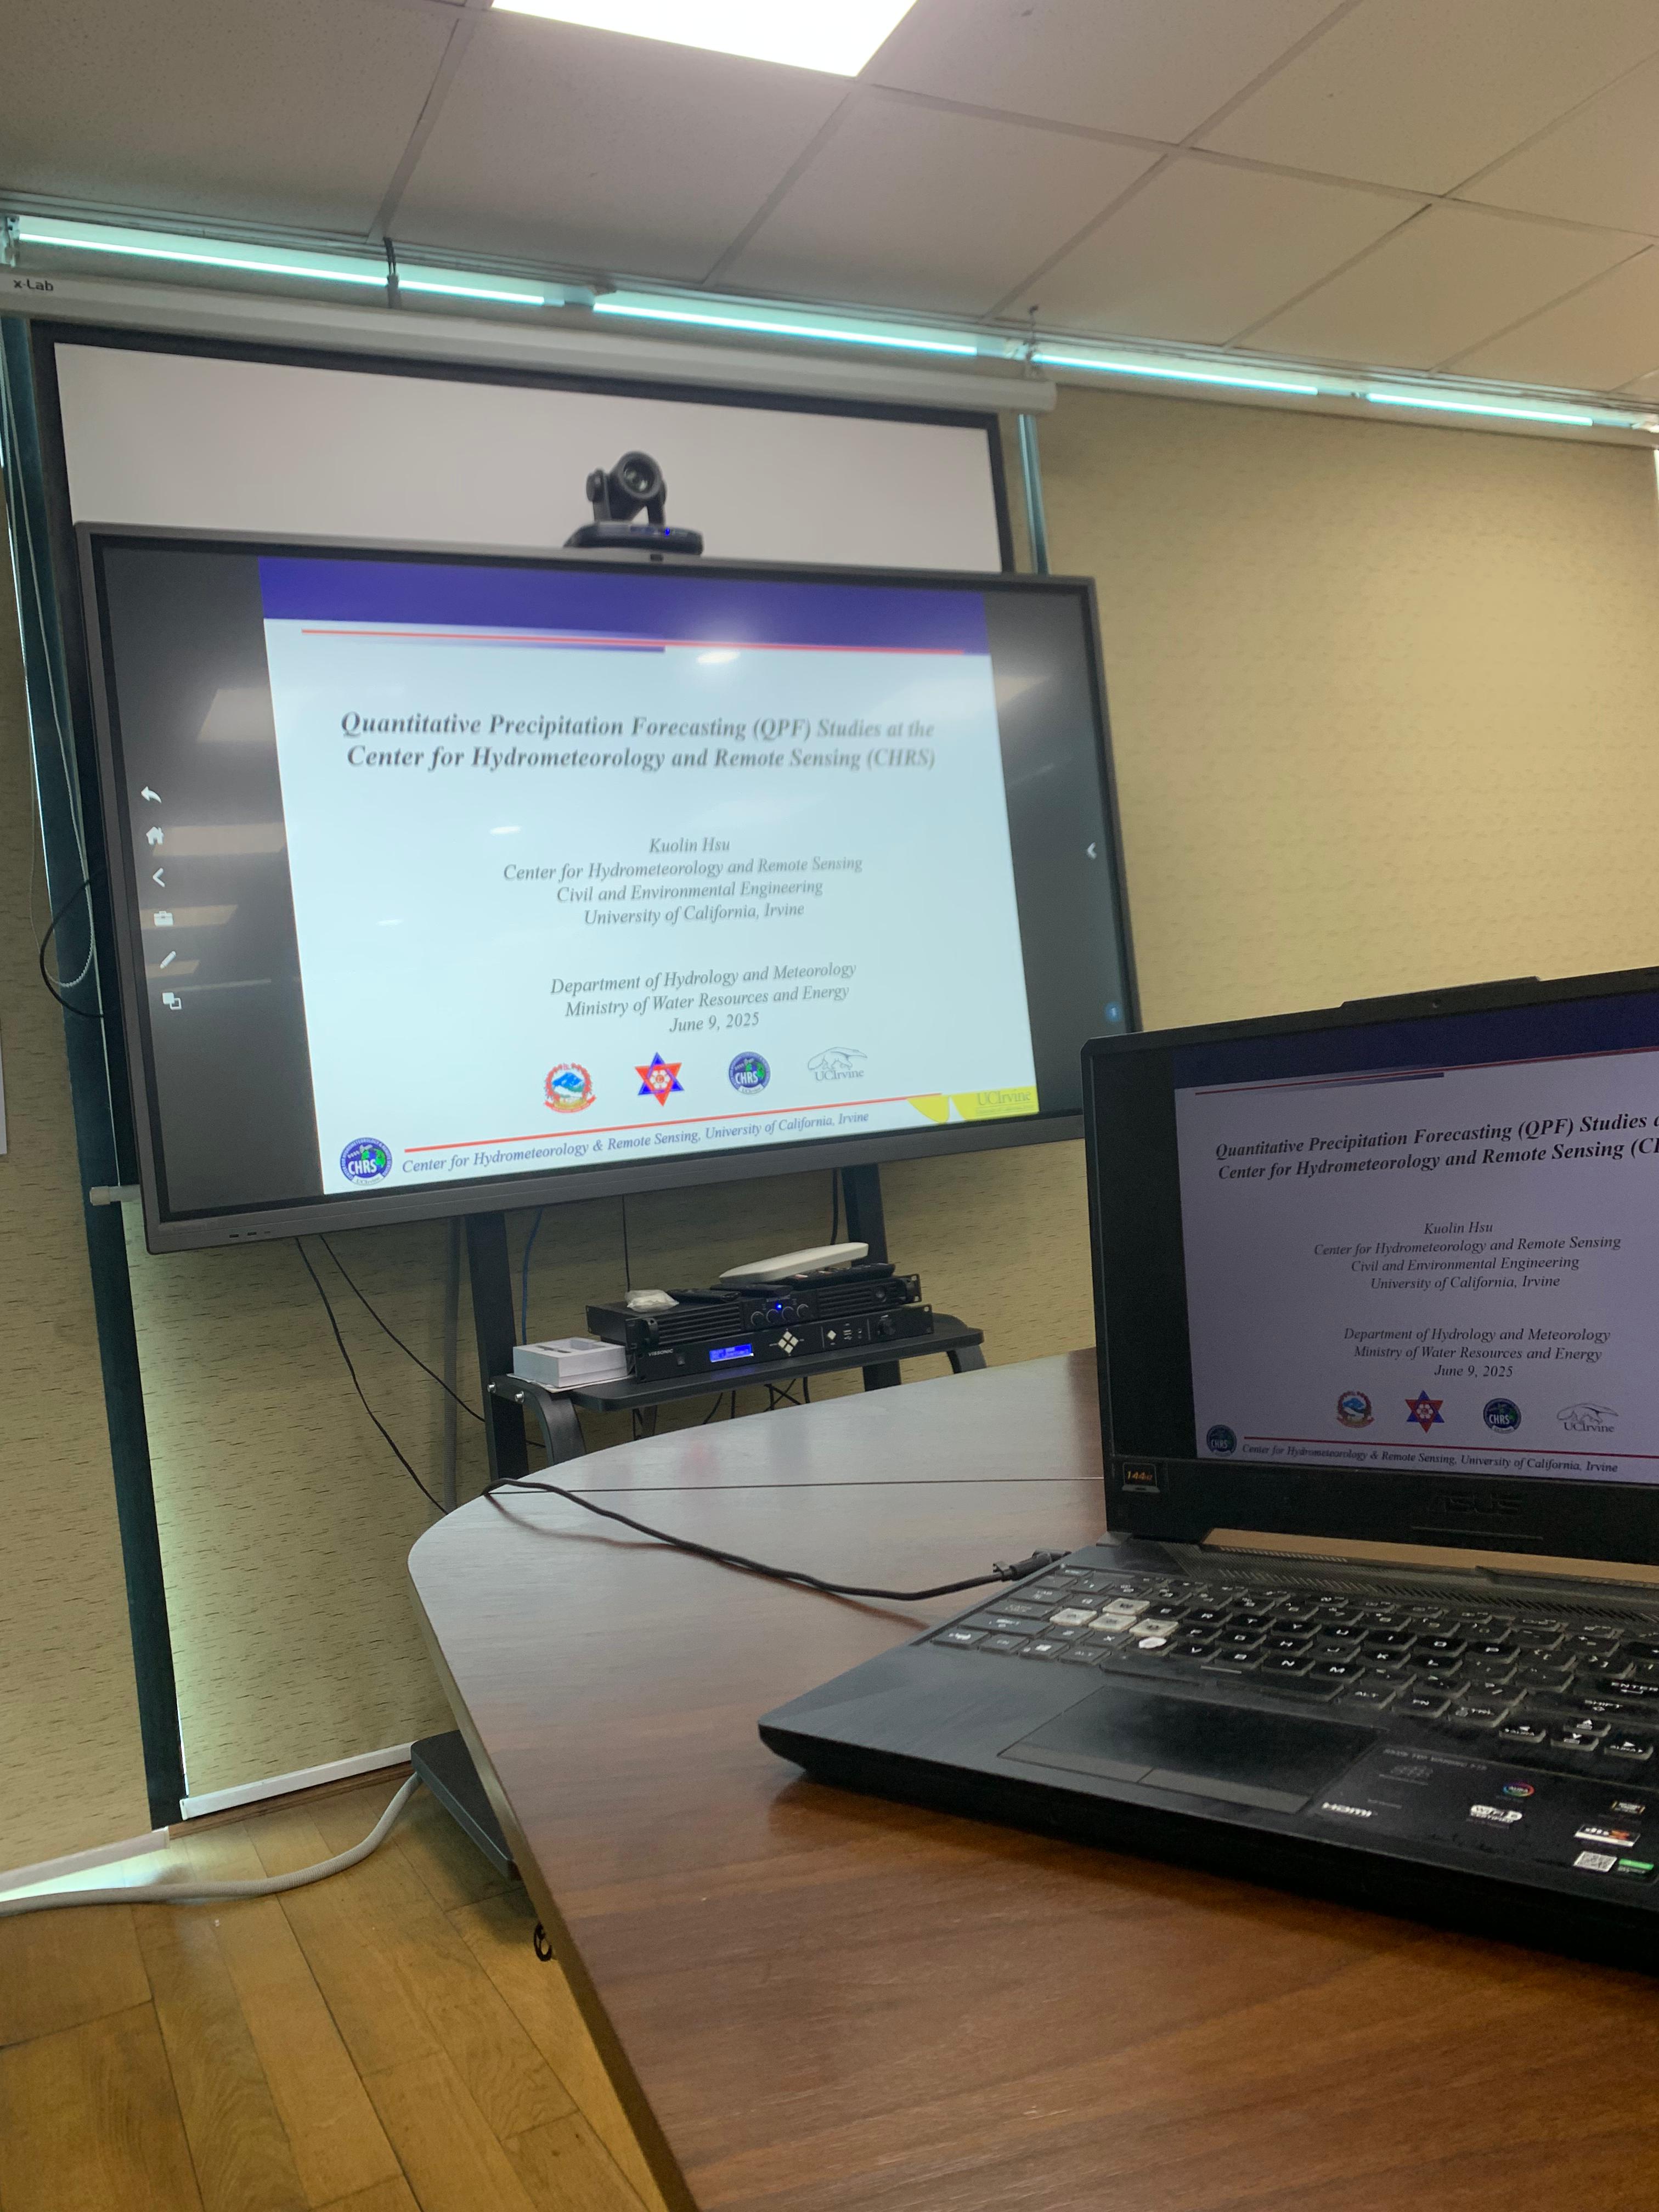 x-Lab
Quantitative Precipitation Forecasting (QPF) Studies at the
Center for Hydrometeorology and Remote Sensing (CHRS)
Kuolin Hsu
Center for Hydrometeorology and Remote Sensing
Civil and Environmental Engineering
University of California, Irvine
Department of Hydrology and Meteorology
Ministry of Water Resources and Energy
June 9, 2025
CHRS
UCIrvine
UCIrvine
CHRS
Center for Hydrometeorology & Remote Sensing, University of California, Irvine
Quantitative Precipitation Forecasting (QPF) Studies
Center for Hydrometeorology and Remote Sensing
Kuolin Hsu
Center for Hydrometeorology and Remote Sensing
Civil and Environmental Engineering
University of California, Irvine
Department of Hydrology and Meteorology
Ministry of Water Resources and Energy
June 9, 2025
CHRS
UCIrvine
CHRS
Center for Hydrometeorology & Remote Sensing, University of California, Irvine
ASUS
E R T Y U I O P
F G H J K L
Z X V B N M
ENTER
SHIFT
ALT FN
HDMI